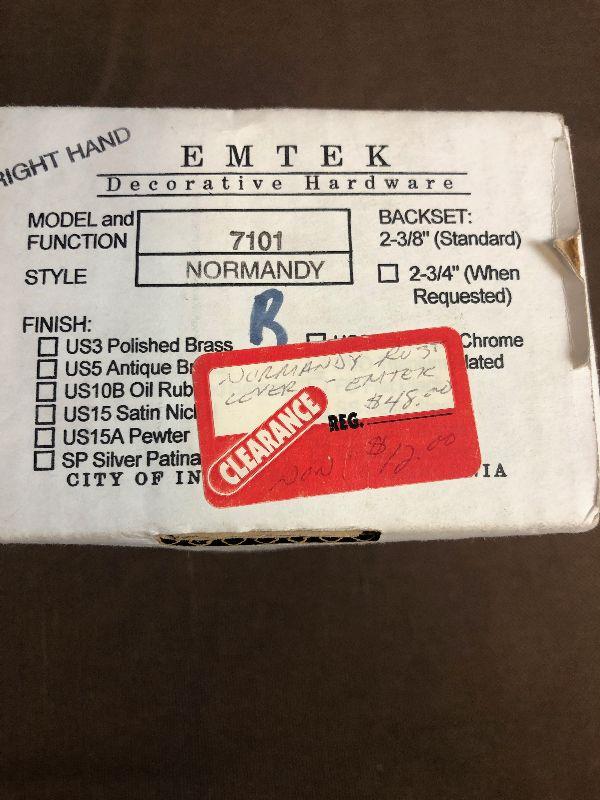 RIGHT HAND
EMTEK
Decorative Hardware
MODEL and FUNCTION
7101
STYLE
NORMANDY
BACKSET:
2-3/8" (Standard)
2-3/4" (When Requested)
B
FINISH:
US3 Polished Brass
US5 Antique Br
US10B Oil Rub
US15 Satin Nic
US15A Pewter
SP Silver Patina
Chrome
lated
CITY OF IN
IA
NORMANDY
LEVER - EMTEK
$48.00
REG.
CLEARANCE
$12.00